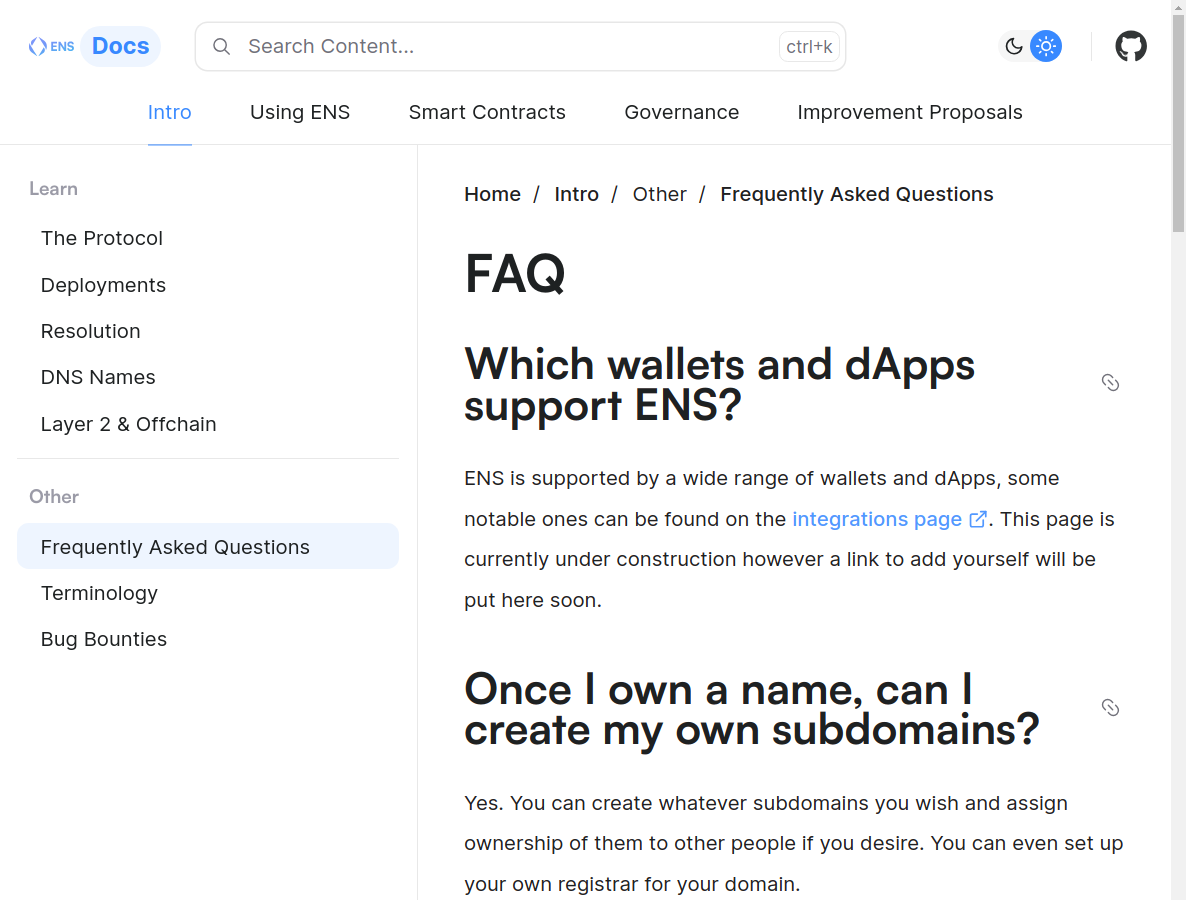 ENS Docs
Search Content...
ctrl+k
Intro
Using ENS
Smart Contracts
Governance
Improvement Proposals
Learn
The Protocol
Deployments
Resolution
DNS Names
Layer 2 & Offchain
Other
Frequently Asked Questions
Terminology
Bug Bounties
Home / Intro / Other / Frequently Asked Questions
FAQ
Which wallets and dApps
support ENS?
ENS is supported by a wide range of wallets and dApps, some
notable ones can be found on the integrations page. This page is
currently under construction however a link to add yourself will be
put here soon.
Once I own a name, can I
create my own subdomains?
Yes. You can create whatever subdomains you wish and assign
ownership of them to other people if you desire. You can even set up
your own registrar for your domain.